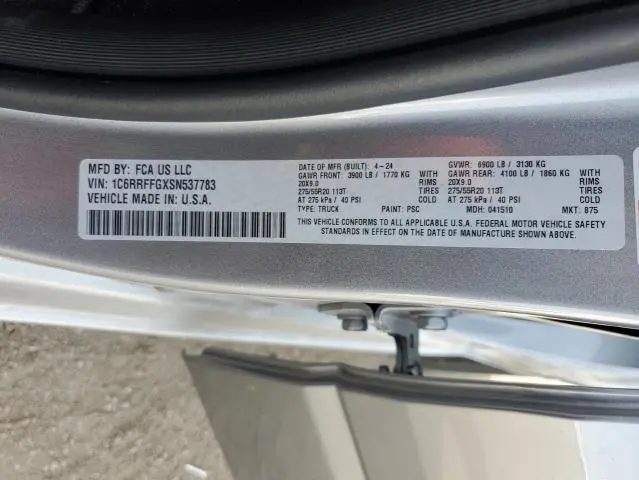 MFD BY: FCA US LLC
VIN: 1C6RRFFGXSN537783
VEHICLE MADE IN: U.S.A.
DATE OF MFR (BUILT): 4-24 GVWR: 6900 LB / 3130 KG
GAWR FRONT: 3900 LB / 1770 KG WITH GAWR REAR: 4100 LB / 1860 KG WITH
20X9.0 RIMS 20X9.0 RIMS
275/55R20 113T TIRES 275/55R20 113T TIRES
AT 275 kPa / 40 PSI COLD AT 275 kPa / 40 PSI COLD
TYPE: TRUCK PAINT: PSC MDH: 041510 MKT: 875
THIS VEHICLE CONFORMS TO ALL APPLICABLE U.S.A. FEDERAL MOTOR VEHICLE SAFETY
STANDARDS IN EFFECT ON THE DATE OF MANUFACTURE SHOWN ABOVE.